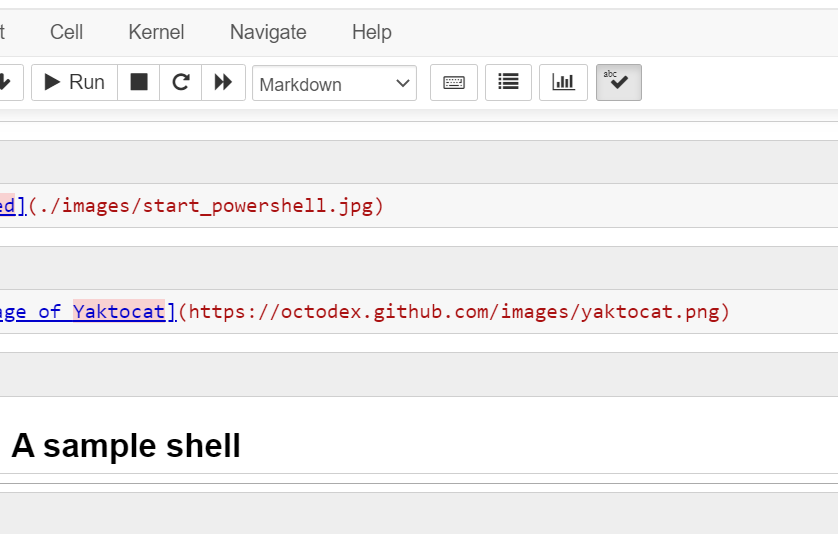 t Cell Kernel Navigate Help
Run Markdown abc
ed](./images/start_powershell.jpg)
age of Yaktocat](https://octodex.github.com/images/yaktocat.png)
A sample shell